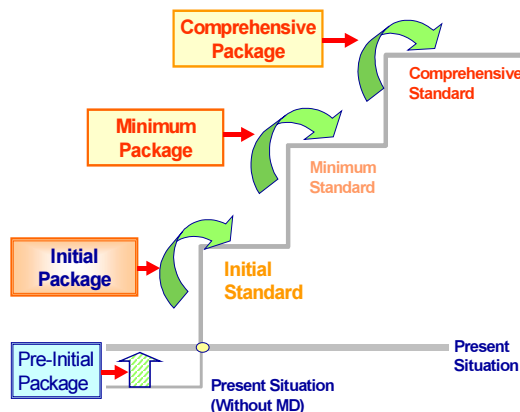 Comprehensive
Package
Comprehensive
Standard
Minimum
Package
Minimum
Standard
Initial
Package
Initial
Standard
Pre-Initial
Package
Present
Situation
Present Situation
(Without MD)